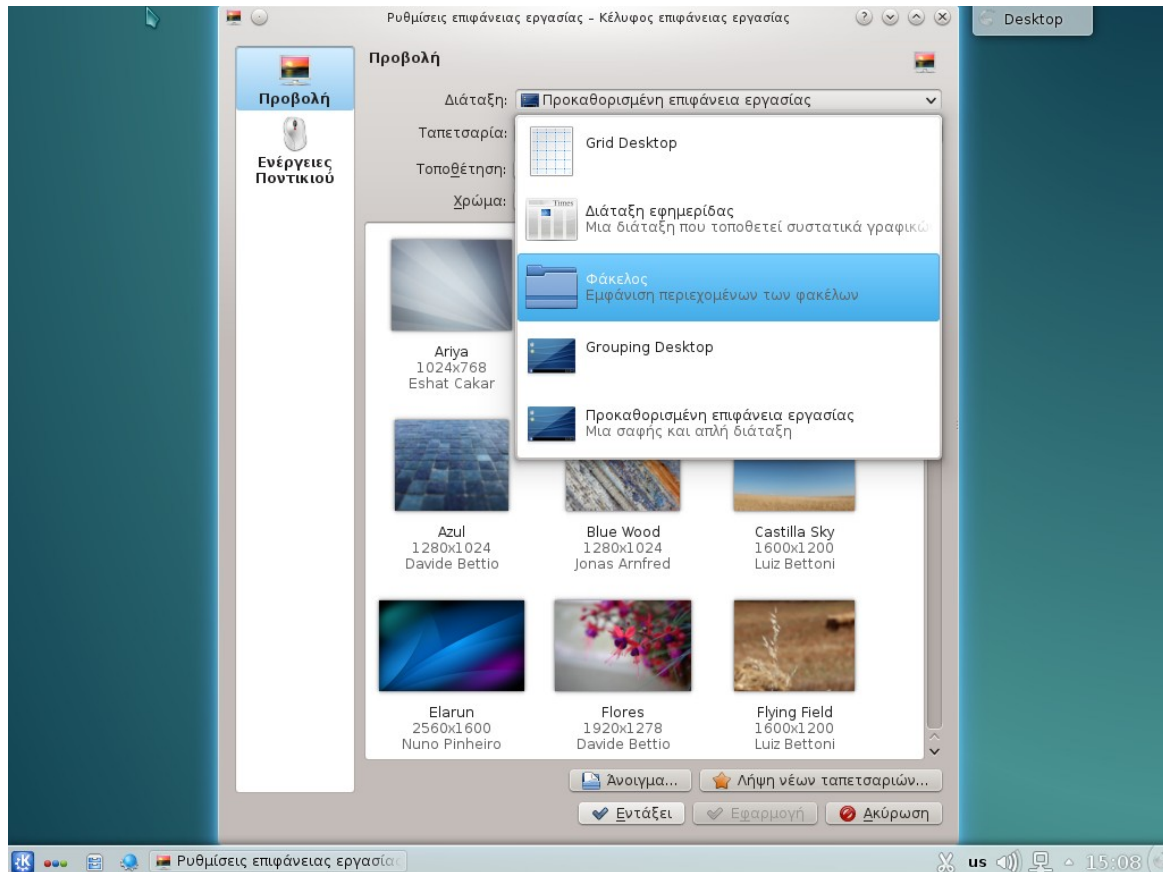 Ρυθμίσεις επιφάνειας εργασίας – Κέλυφος επιφάνειας εργασίας
Desktop
Προβολή
Ενέργειες
Ποντικιού
Προβολή
Διάταξη: Προκαθορισμένη επιφάνεια εργασίας
Ταπετσαρία:
Τοποθέτηση:
Χρώμα:
Grid Desktop
Times
Διάταξη εφημερίδας
Μια διάταξη που τοποθετεί συστατικά
Φάκελος
Εμφάνιση περιεχομένων των φακέλων
Grouping Desktop
Προκαθορισμένη επιφάνεια εργασίας
Μια σαφής και απλή διάταξη
Ariya
1024x768
Eshat Cakar
Azul
1280x1024
Davide Bettio
Blue Wood
1280x1024
Jonas Arnfred
Castilla Sky
1600x1200
Luiz Bettoni
Elarun
2560x1600
Nuno Pinheiro
Flores
1920x1278
Davide Bettio
Flying Field
1600x1200
Luiz Bettoni
Άνοιγμα... Λήψη νέων ταπετσαριών...
Εντάξει Εφαρμογή Ακύρωση
Ρυθμίσεις επιφάνειας εργασία
us 15:08